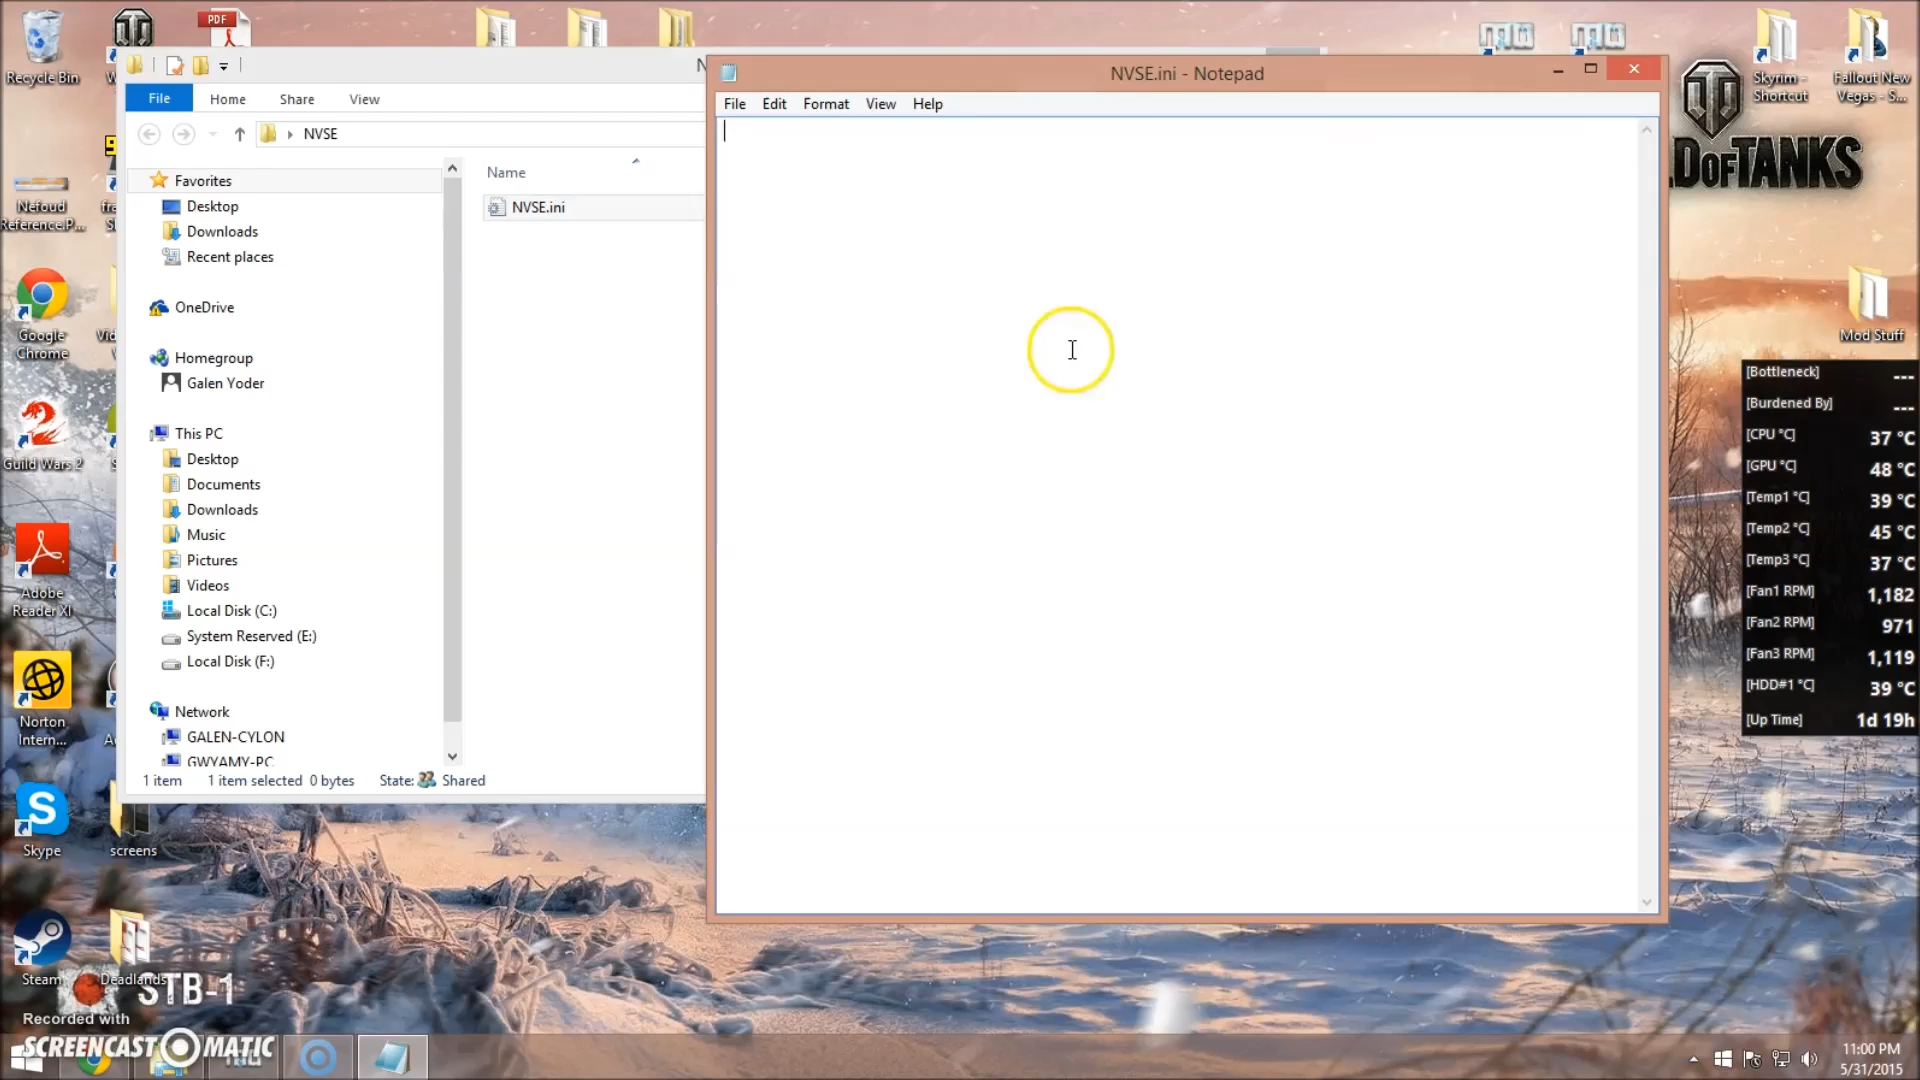 Recycle Bin
PDF
Nefoud
Reference.P...
Google
Chrome
Guild Wars 2
Adobe
Reader XI
Norton
Intern...
Skype
screens
Steam
Deadlands
STB-1
Recorded with
SCREENCAST-O-MATIC
File
Home
Share
View
NVSE
Favorites
Desktop
Downloads
Recent places
OneDrive
Homegroup
Galen Yoder
This PC
Desktop
Documents
Downloads
Music
Pictures
Videos
Local Disk (C:)
System Reserved (E:)
Local Disk (F:)
Network
GALEN-CYLON
GWYAMY-PC
Name
NVSE.ini
1 item
1 item selected 0 bytes
State: Shared
NVSE.ini - Notepad
File Edit Format View Help
Skyrim -
Shortcut
Fallout New
Vegas - S...
D OF TANKS
Mod Stuff
[Bottleneck] ---
[Burdened By] ---
[CPU °C] 37 °C
[GPU °C] 48 °C
[Temp1 °C] 39 °C
[Temp2 °C] 45 °C
[Temp3 °C] 37 °C
[Fan1 RPM] 1,182
[Fan2 RPM] 971
[Fan3 RPM] 1,119
[HDD#1 °C] 39 °C
[Up Time] 1d 19h
11:00 PM
5/31/2015